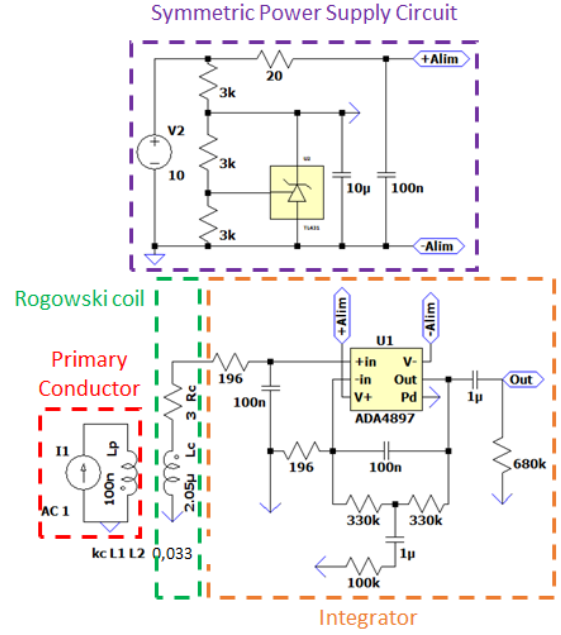 Symmetric Power Supply Circuit
+Alim
20
3k
V2
3k
10
10µ
100n
3k
-Alim
Rogowski coil
Primary
Conductor
+Alim
-Alim
U1
+in
V-
-in
Out
V+
Pd
ADA4897
196
100n
3
Rc
Lc
2.05µ
I1
Lp
100n
AC 1
kc L1 L2 0,033
196
100n
330k
330k
1µ
100k
1µ
Out
680k
Integrator